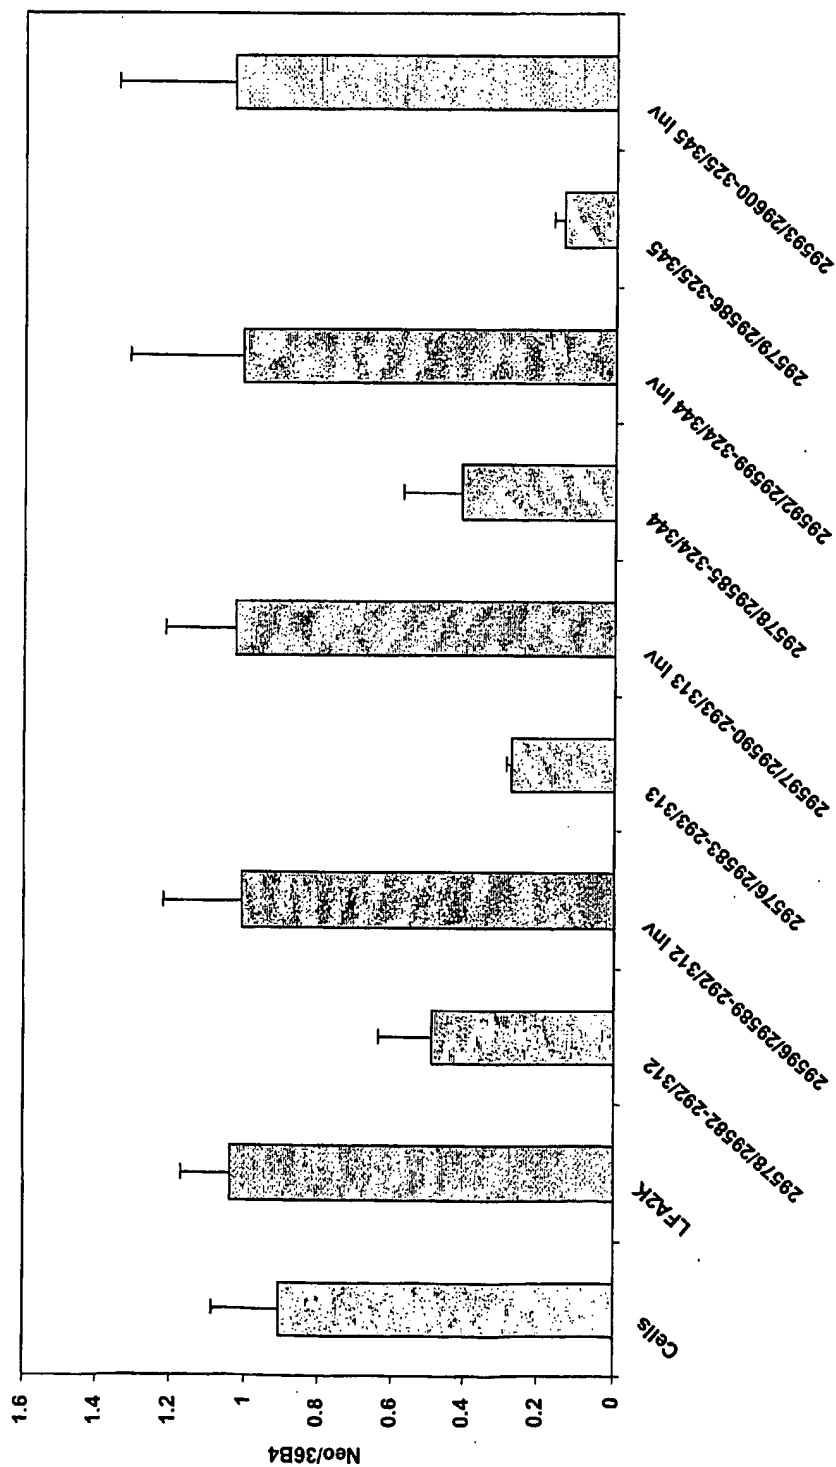 Neo/36B4
1.6
1.4
1.2
1
0.8
0.6
0.4
0.2
0
Cells
LFA2K
29578/29582-292/312
29596/29589-292/312 Inv
29576/29583-293/313
29597/29590-293/313 Inv
29578/29585-324/344
29592/29599-324/344 Inv
29579/29586-325/345
29593/29600-325/345 Inv